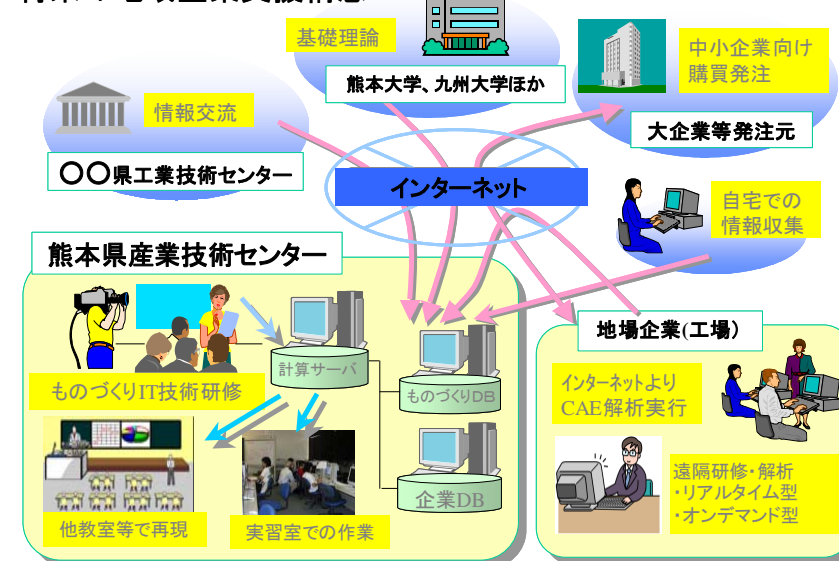 基礎理論
熊本大学、九州大学ほか
中小企業向け
購買発注
大企業等発注元
情報交流
〇〇県工業技術センター
インターネット
自宅での
情報収集
熊本県産業技術センター
計算サーバ
ものづくりIT技術研修
ものづくりDB
企業DB
他教室等で再現
実習室での作業
地場企業(工場)
インターネットより
CAE解析実行
遠隔研修・解析
・リアルタイム型
・オンデマンド型